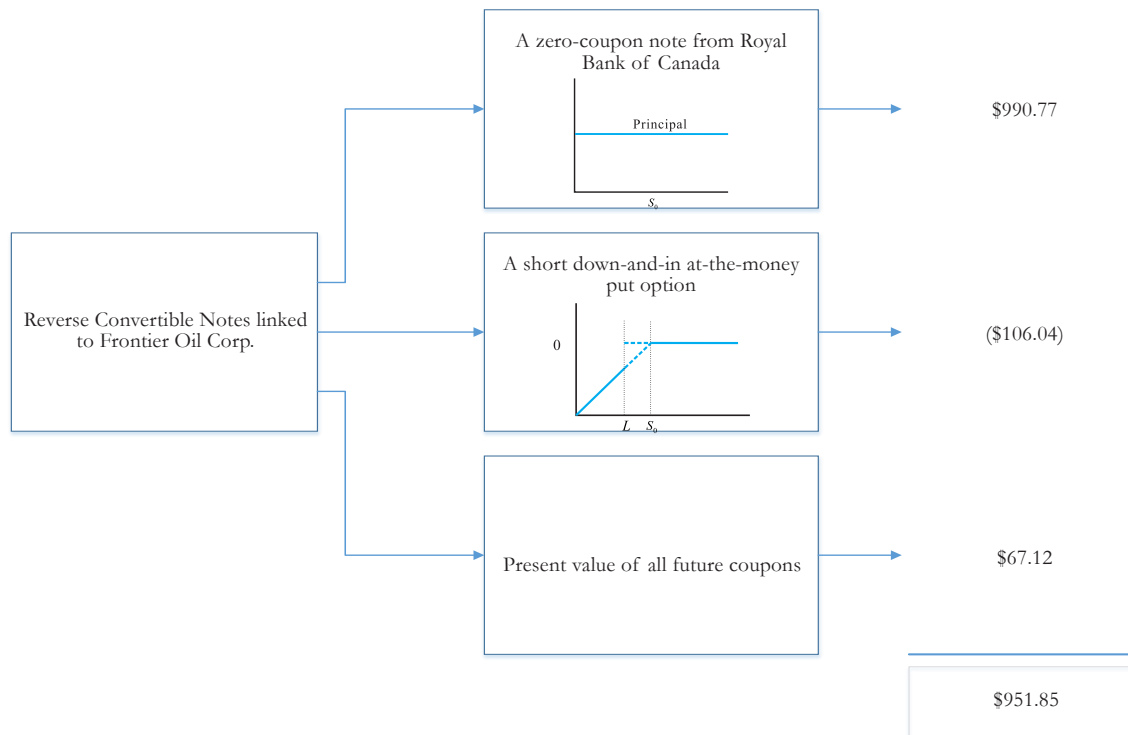 A zero-coupon note from Royal
Bank of Canada
Principal
S₀
$990.77
Reverse Convertible Notes linked
to Frontier Oil Corp.
A short down-and-in at-the-money
put option
0
L S₀
($106.04)
Present value of all future coupons
$67.12
$951.85